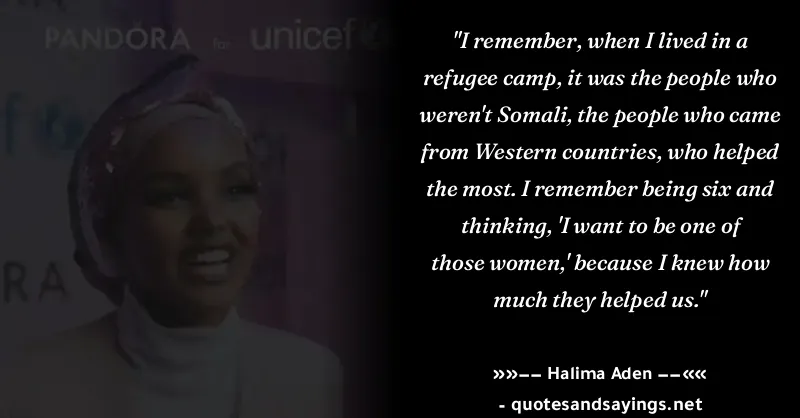 PANDÓRA for unicef
RA
"I remember, when I lived in a
refugee camp, it was the people who
weren't Somali, the people who came
from Western countries, who helped
the most. I remember being six and
thinking, 'I want to be one of
those women,' because I knew how
much they helped us."
»»−− Halima Aden −−««
- quotesandsayings.net